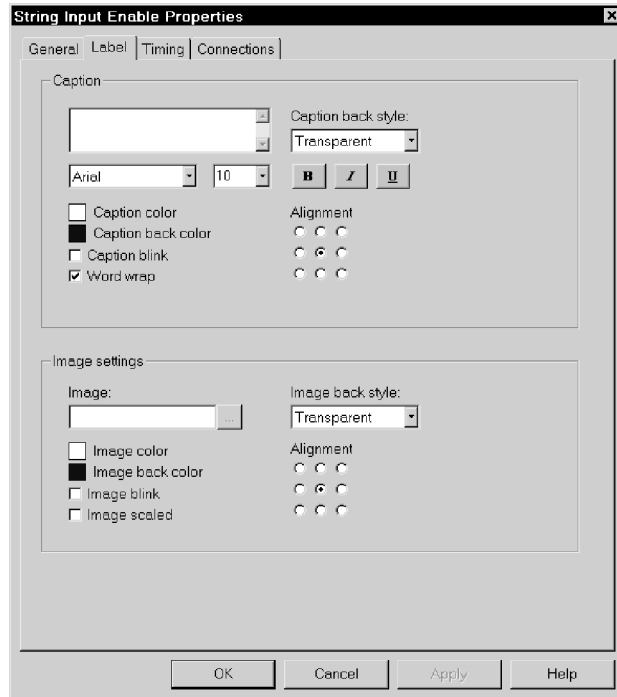 String Input Enable Properties
General Label Timing Connections
Caption
Caption back style:
Transparent
Arial 10 B I U
Caption color Alignment
Caption back color
Caption blink
Word wrap
Image settings
Image: Image back style:
... Transparent
Image color Alignment
Image back color
Image blink
Image scaled
OK Cancel Apply Help